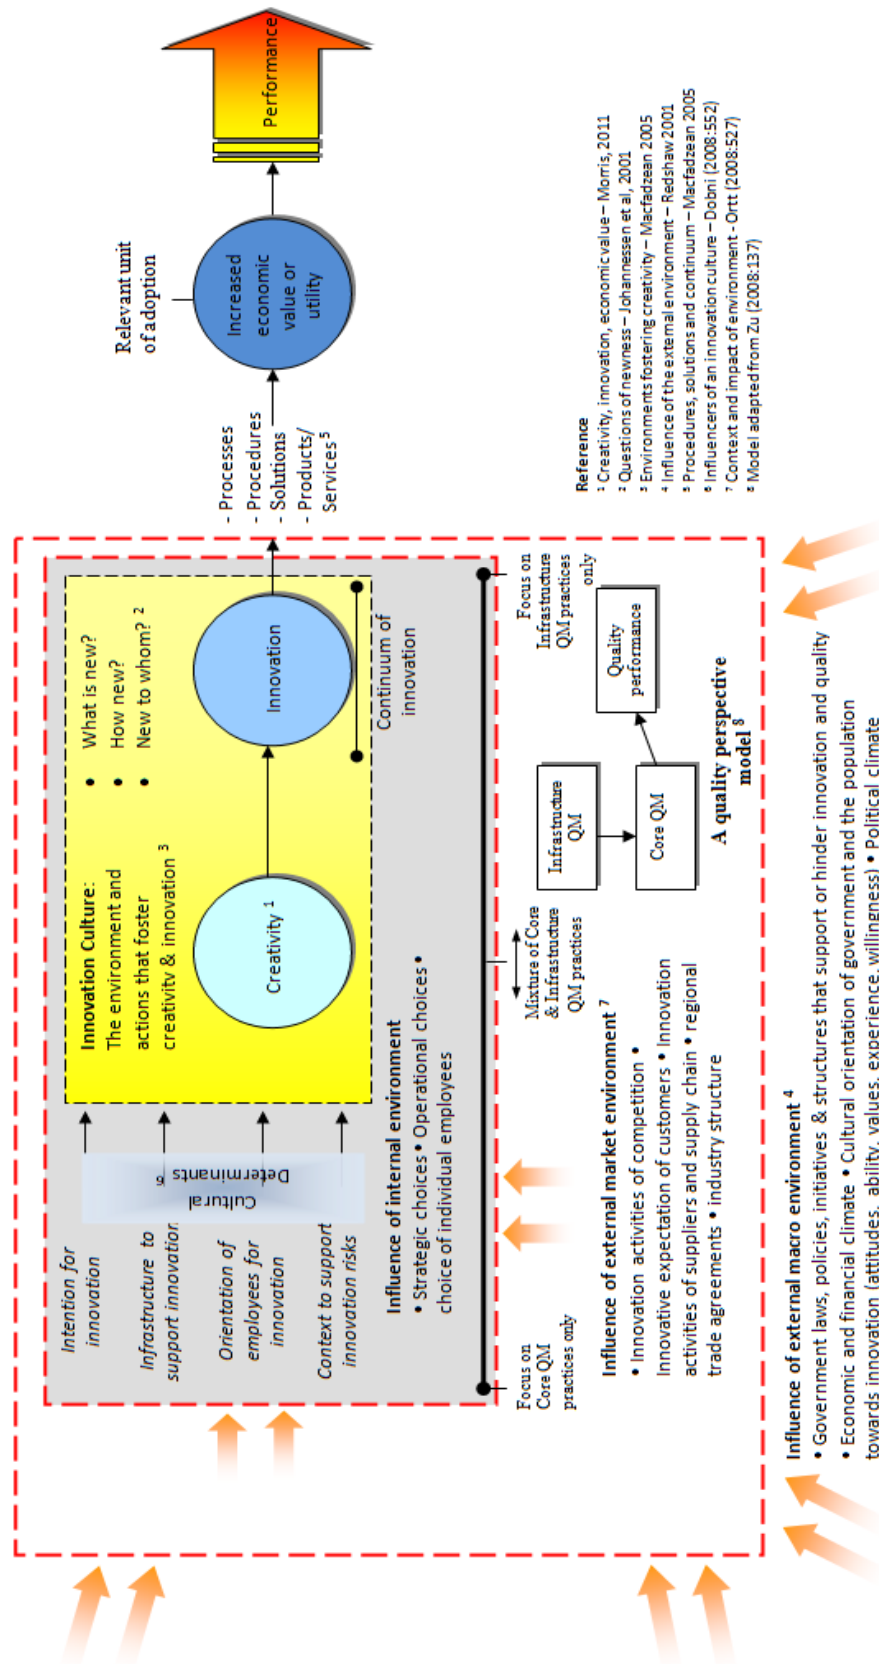 Intention for
innovation
Infrastructure to
support innovation
Orientation of
employees for
innovation
Context to support
innovation risks
Cultural
Determinants 6
Innovation Culture:
The environment and
actions that foster
creativity & innovation 3
• What is new?
• How new?
• New to whom? 2
Creativity 1
Innovation
Continuum of
innovation
- Processes
- Procedures
- Solutions
- Products/
Services 5
Relevant unit
of adoption
Increased
economic
value or
utility
Performance
Influence of internal environment
• Strategic choices • Operational choices •
choice of individual employees
Focus on
Core QM
practices only
Mixture of Core
& Infrastructure
QM practices
Focus on
Infrastructure
QM practices
only
Influence of external market environment 7
• Innovation activities of competition •
Innovative expectation of customers • Innovation
activities of suppliers and supply chain • regional
trade agreements • industry structure
Infrastructure
QM
Core QM
Quality
performance
A quality perspective
model 8
Reference
1 Creativity, innovation, economic value – Morris, 2011
2 Questions of newness – Johannessen et al, 2001
3 Environments fostering creativity – Macfadzean 2005
4 Influence of the external environment – Redshaw 2001
5 Procedures, solutions and continuum – Macfadzean 2005
6 Influencers of an innovation culture – Dobni (2008:552)
7 Context and impact of environment - Ortt (2008:527)
8 Model adapted from Zu (2008:137)
Influence of external macro environment 4
• Government laws, policies, initiatives & structures that support or hinder innovation and quality
• Economic and financial climate • Cultural orientation of government and the population
towards innovation (attitudes, ability, values, experience, willingness) • Political climate